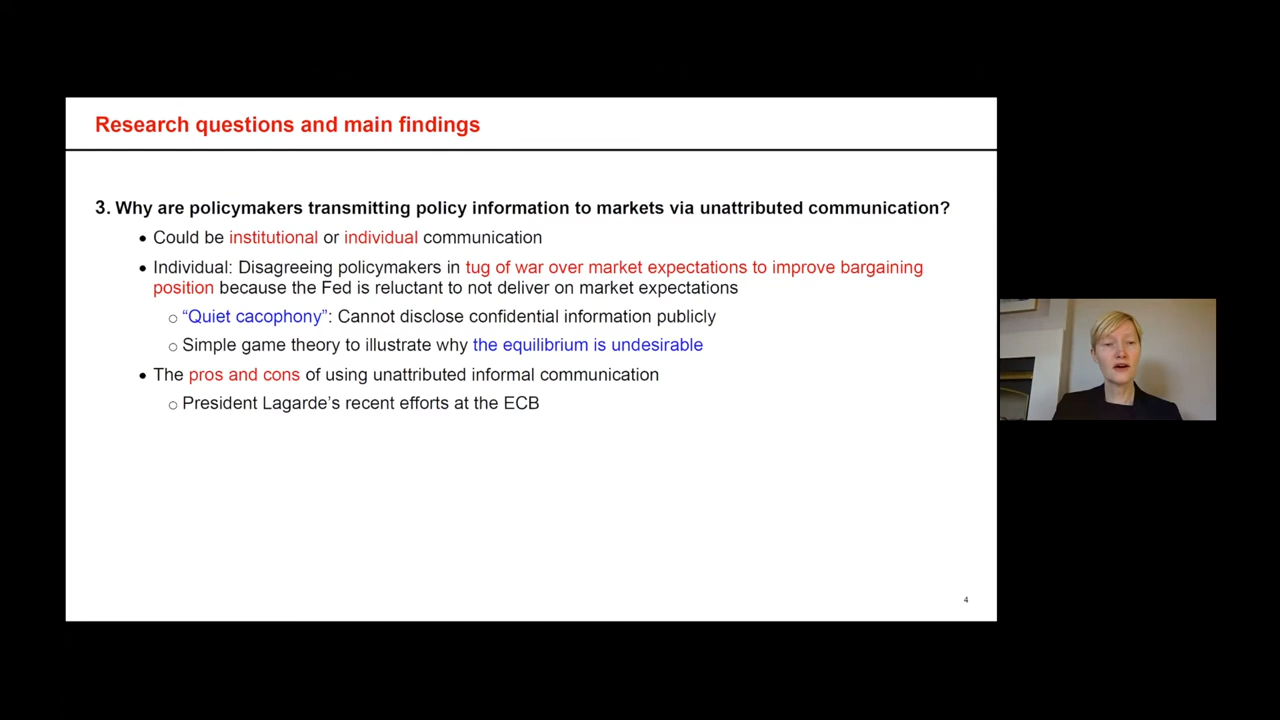 Research questions and main findings
3. Why are policymakers transmitting policy information to markets via unattributed communication?
• Could be institutional or individual communication
• Individual: Disagreeing policymakers in tug of war over market expectations to improve bargaining
position because the Fed is reluctant to not deliver on market expectations
○ “Quiet cacophony”: Cannot disclose confidential information publicly
○ Simple game theory to illustrate why the equilibrium is undesirable
• The pros and cons of using unattributed informal communication
○ President Lagarde’s recent efforts at the ECB
4